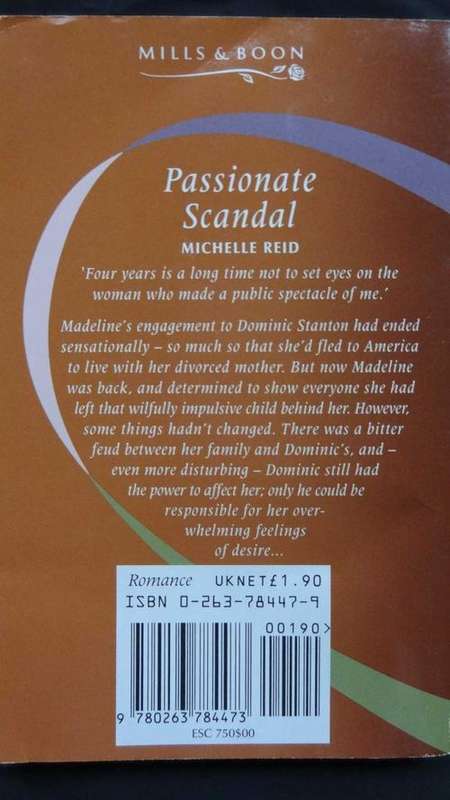 MILLS & BOON
Passionate
Scandal
MICHELLE REID
'Four years is a long time not to set eyes on the
woman who made a public spectacle of me.'
Madeline's engagement to Dominic Stanton had ended
sensationally – so much so that she'd fled to America
to live with her divorced mother. But now Madeline
was back, and determined to show everyone she had
left that wilfully impulsive child behind her. However,
some things hadn't changed. There was a bitter
feud between her family and Dominic's, and –
even more disturbing – Dominic still had
the power to affect her; only he could be
responsible for her over-
whelming feelings
of desire...
Romance UKNET£1.90
ISBN 0-263-78447-9
00190>
9 780263 784473
ESC 750$00